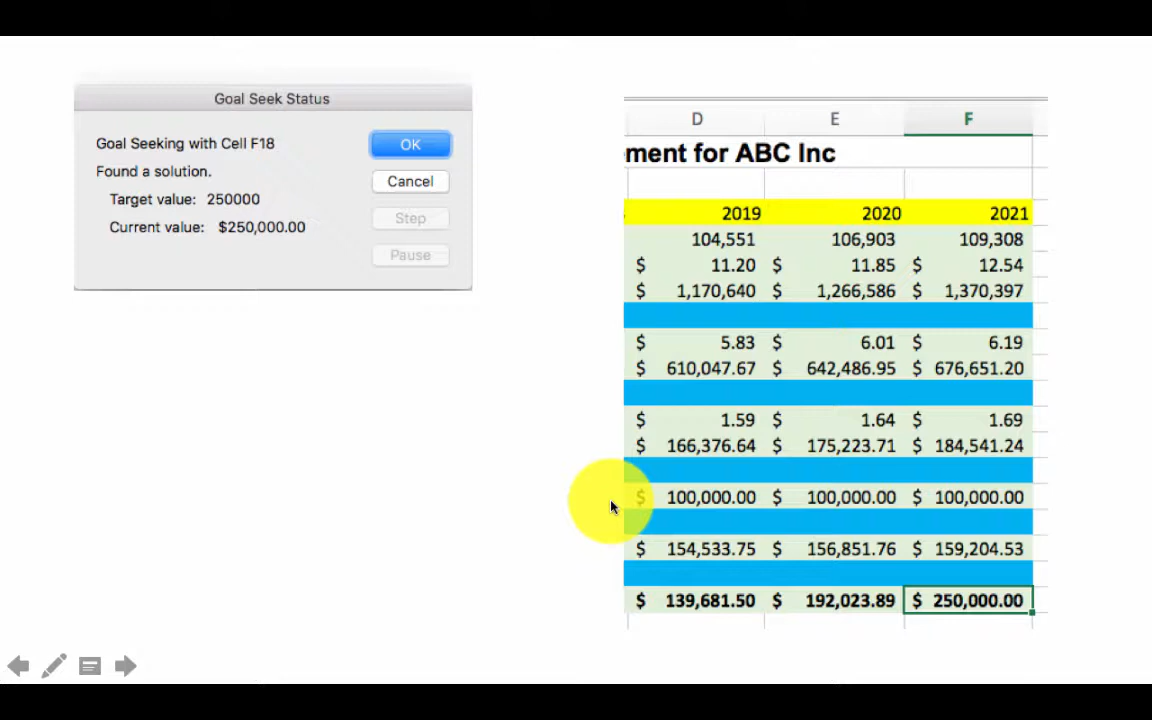 Goal Seek Status
Goal Seeking with Cell F18
Found a solution.
Target value: 250000
Current value: $250,000.00
OK
Cancel
Step
Pause
D E F
ment for ABC Inc
2019 2020 2021
104,551 106,903 109,308
$ 11.20 $ 11.85 $ 12.54
$ 1,170,640 $ 1,266,586 $ 1,370,397
$ 5.83 $ 6.01 $ 6.19
$ 610,047.67 $ 642,486.95 $ 676,651.20
$ 1.59 $ 1.64 $ 1.69
$ 166,376.64 $ 175,223.71 $ 184,541.24
$ 100,000.00 $ 100,000.00 $ 100,000.00
$ 154,533.75 $ 156,851.76 $ 159,204.53
$ 139,681.50 $ 192,023.89 $ 250,000.00